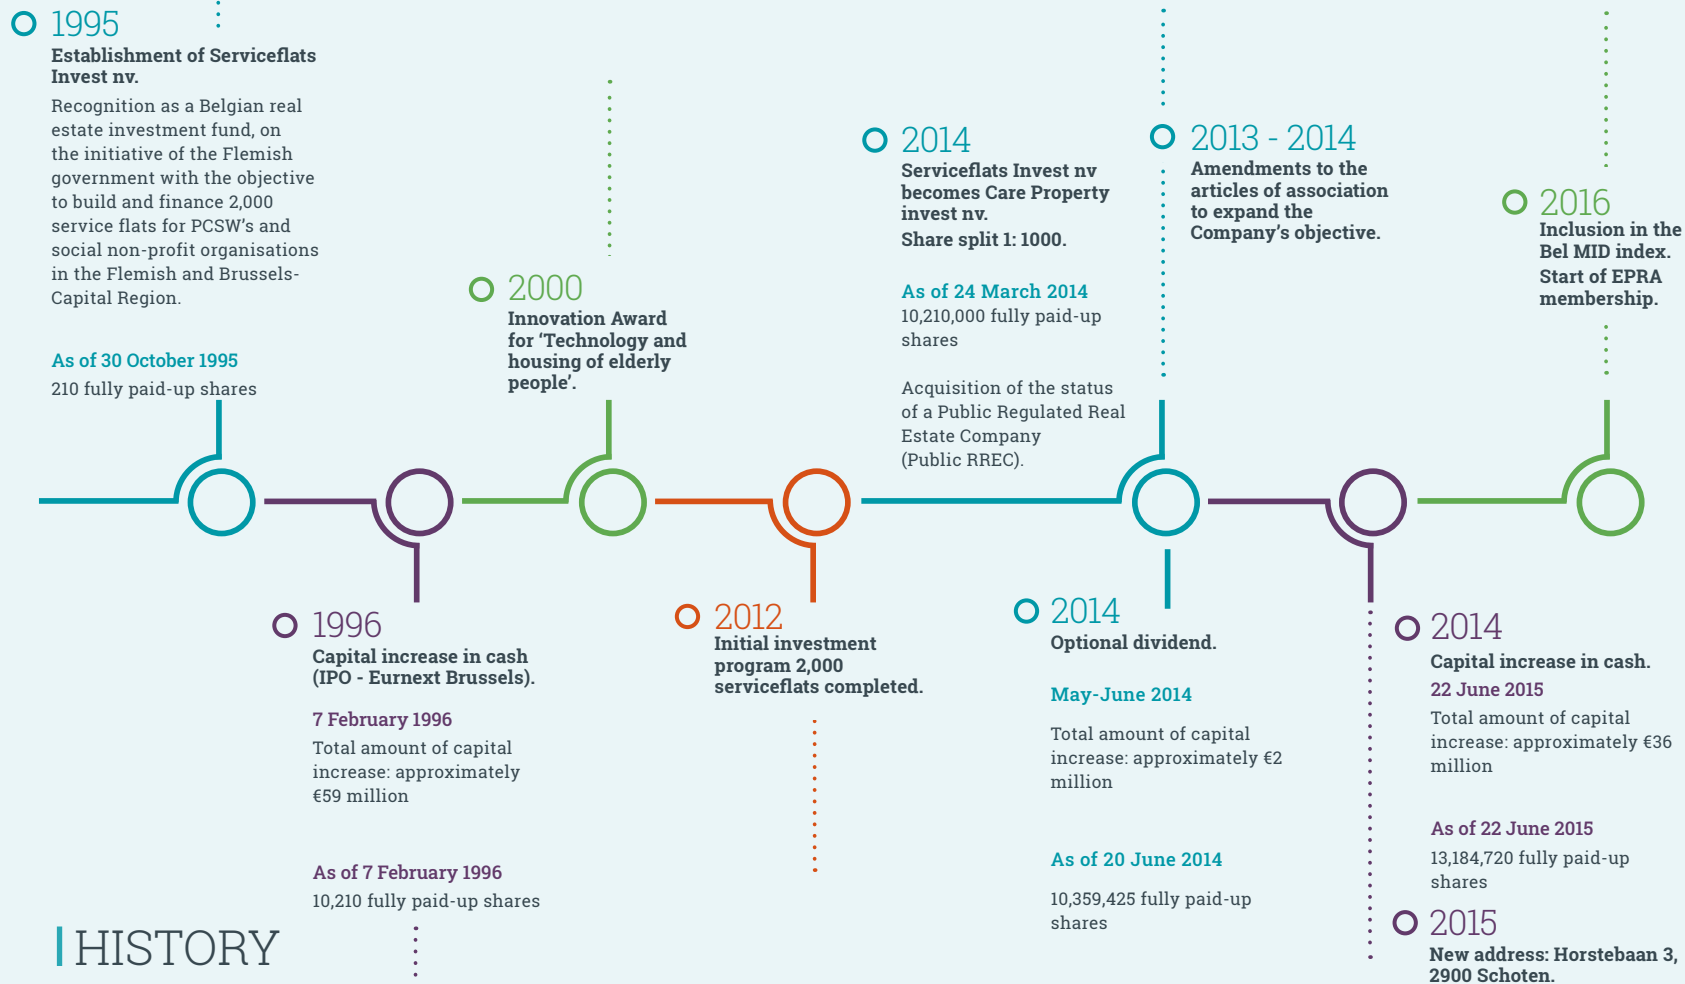 1995
Establishment of Serviceflats
Invest nv.
Recognition as a Belgian real
estate investment fund, on
the initiative of the Flemish
government with the objective
to build and finance 2,000
service flats for PCSW's and
social non-profit organisations
in the Flemish and Brussels-
Capital Region.
As of 30 October 1995
210 fully paid-up shares
1996
Capital increase in cash
(IPO - Eurnext Brussels).
7 February 1996
Total amount of capital
increase: approximately
€59 million
As of 7 February 1996
10,210 fully paid-up shares
2000
Innovation Award
for ‘Technology and
housing of elderly
people’.
2012
Initial investment
program 2,000
serviceflats completed.
2014
Serviceflats Invest nv
becomes Care Property
invest nv.
Share split 1: 1000.
As of 24 March 2014
10,210,000 fully paid-up
shares
Acquisition of the status
of a Public Regulated Real
Estate Company
(Public RREC).
2013 - 2014
Amendments to the
articles of association
to expand the
Company's objective.
2014
Optional dividend.
May-June 2014
Total amount of capital
increase: approximately €2
million
As of 20 June 2014
10,359,425 fully paid-up
shares
2014
Capital increase in cash.
22 June 2015
Total amount of capital
increase: approximately €36
million
As of 22 June 2015
13,184,720 fully paid-up
shares
2015
New address: Horstebaan 3,
2900 Schoten.
2016
Inclusion in the
Bel MID index.
Start of EPRA
membership.
HISTORY